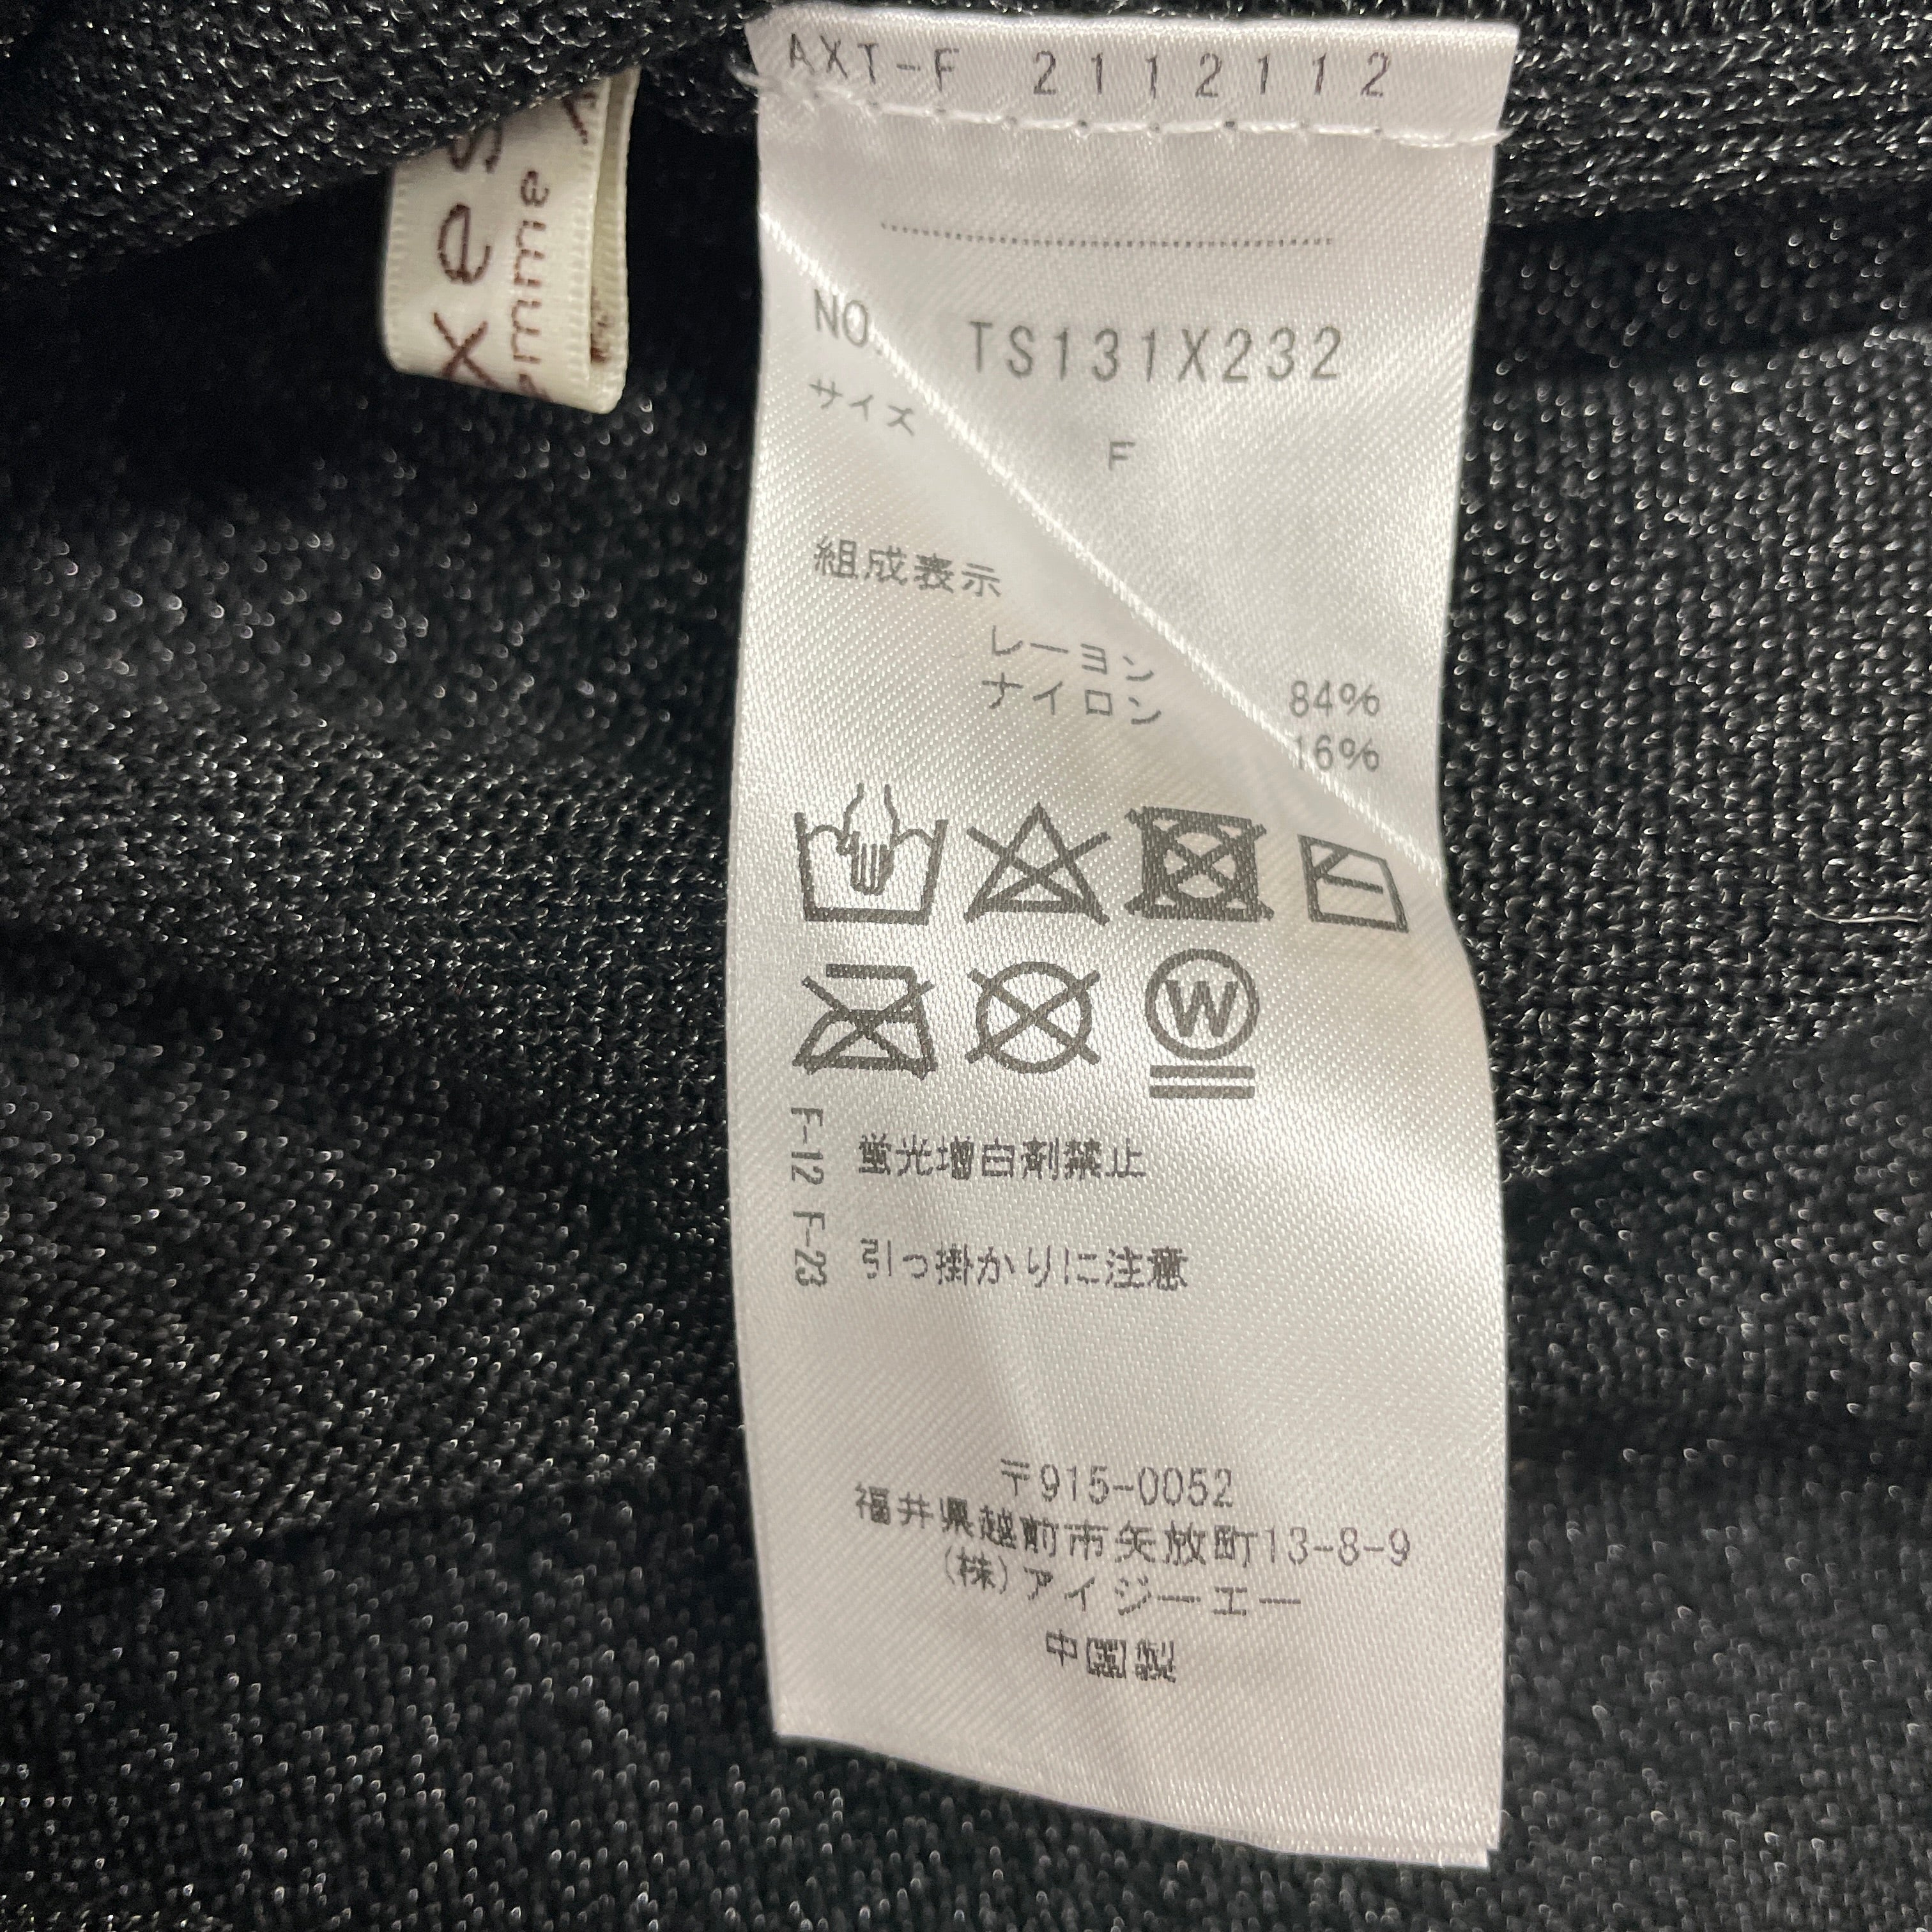 AXT-F 2112112
NO. TS131X232
サイズ
F
組成表示
レーヨン 84%
ナイロン 16%
W
F-12 F-23
蛍光増白剤禁止
引っ掛かりに注意
〒915-0052
福井県越前市矢放町13-8-9
(株)アイジーエー
中国製